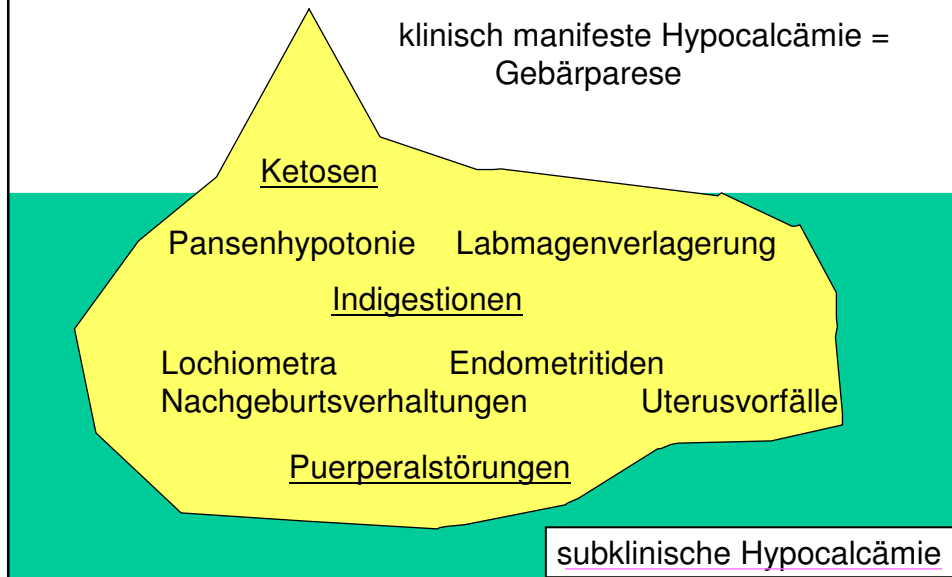 klinisch manifeste Hypocalcämie =
Gebärparese
Ketosen
Pansenhypotonie Labmagenverlagerung
Indigestionen
Lochiometra Endometritiden
Nachgeburtsverhaltungen Uterusvorfälle
Puerperalstörungen
subklinische Hypocalcämie